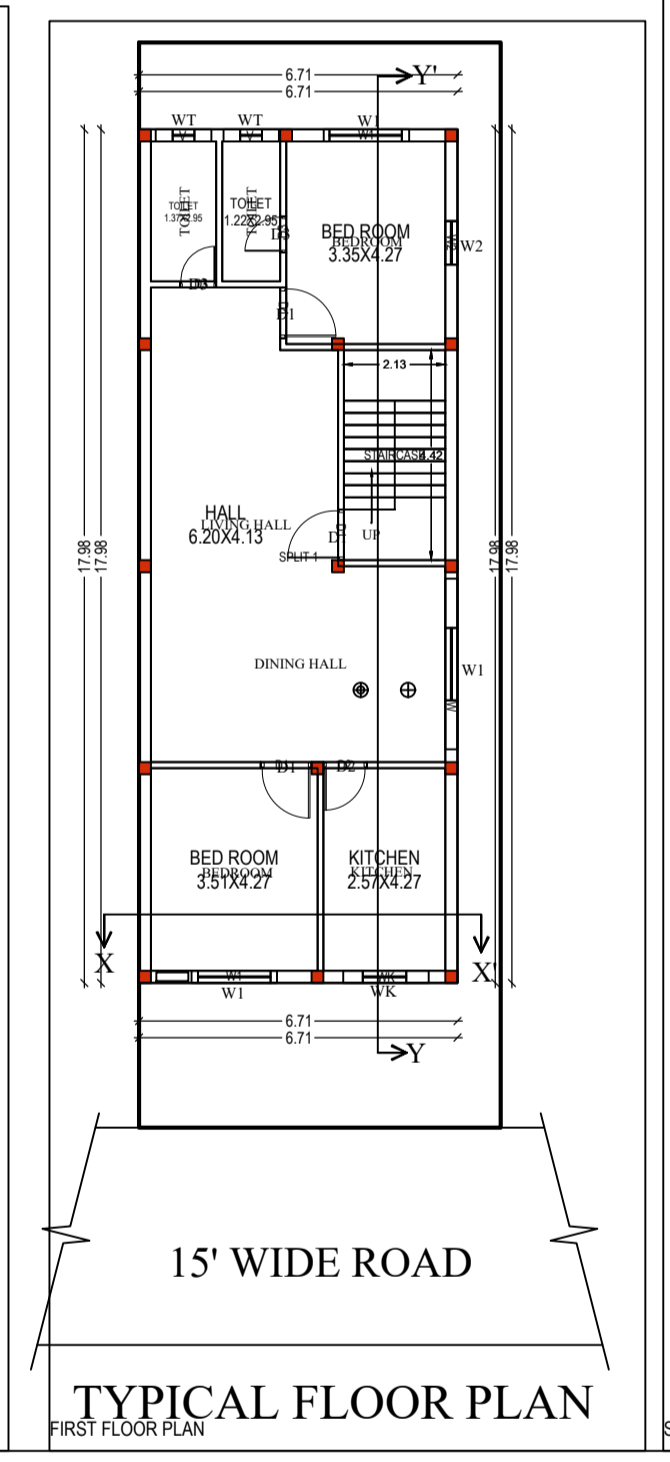 6.71
Y'
6.71
WT
WT
W1
W1
TOILET
TOILET
1.37X2.95
TOILET
TOILET
1.22X2.95
D3
BED ROOM
BEDROOM
3.35X4.27
W2
D3
D1
2.13
STAIRCASE
4.42
HALL
LIVING HALL
6.20X4.13
D
UP
SPLIT 1
17.98
17.98
17.98
17.98
DINING HALL
W1
W
D1
D1
D2
BED ROOM
BEDROOM
3.51X4.27
KITCHEN
KITCHEN
2.57X4.27
X
X'
W1
WK
W1
WK
6.71
6.71
Y
15' WIDE ROAD
TYPICAL FLOOR PLAN
FIRST FLOOR PLAN